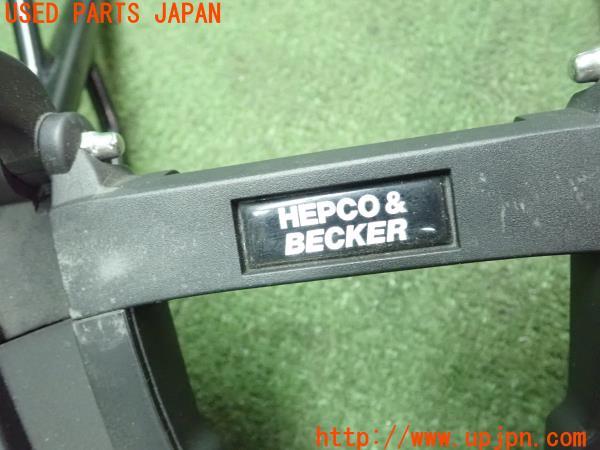 USED PARTS JAPAN
HEPCO &
BECKER
http://www.upjpn.com